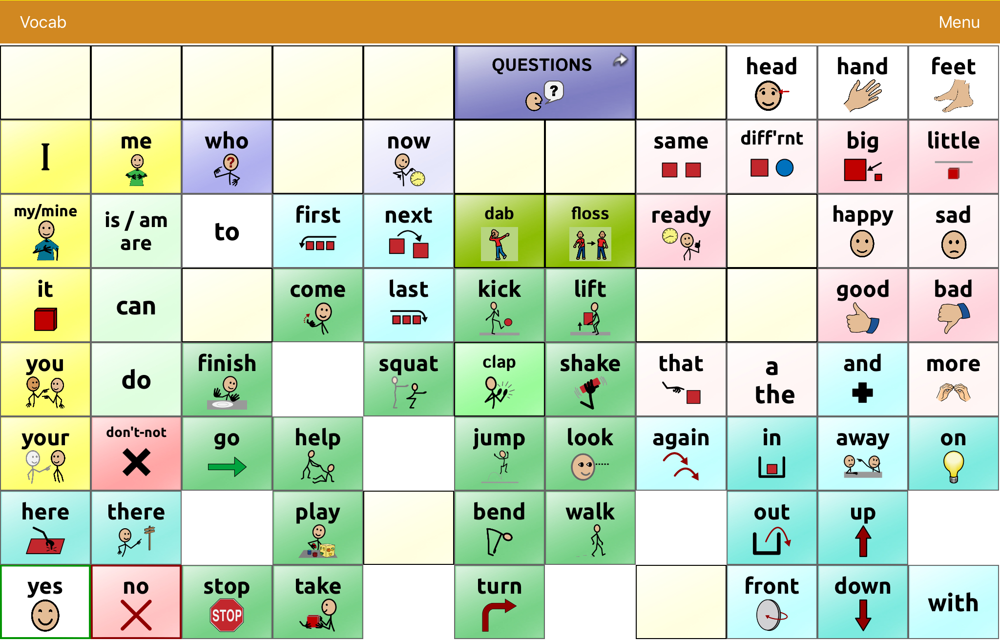 Vocab Menu
QUESTIONS head hand feet
?
I me who now same diff'rnt big little
?
my/mine is / am to first next dab floss ready happy sad
are
it can come last kick lift good bad
you do finish squat clap shake that a and more
the
your don't-not go help jump look again in away on
here there play bend walk out up
yes no stop take turn front down with
STOP